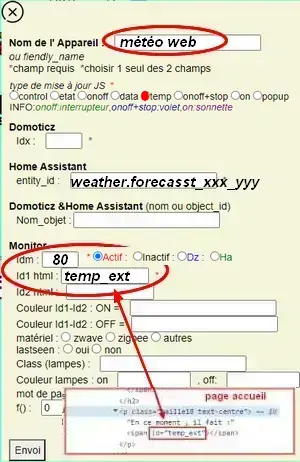 Nom de l' Appareil : météo web
ou fiendly_name
*champ requis *choisir 1 seul des 2 champs
type de mise à jour JS *
control etat onoff data temp onoff+stop on popup
INFO:onoff:interrupteur,onoff+stop:volet,on:sonnette
Domoticz
Idx : *
Home Assistant
entity_id : weather.forecasst_xxx_yyy
Domoticz &Home Assistant (nom ou object_id)
Nom_objet :
Monitor
Idm : 80 * Actif : Inactif : Dz : Ha
Id1 html : temp_ext
Id2 html :
Couleur Id1-Id2 : ON =
Couleur Id1-Id2 : OFF =
matériel : zwave zigbee autres
lastseen : oui non
Class (lampes) :
Couleur lampes : on , off:
mot de pa
f() : 0
page accueil
</h2>
<p class="taille18 text-centre"> == $0
"En ce moment , il fait :"
<span id="temp_ext"></span>
</p>
Envoi